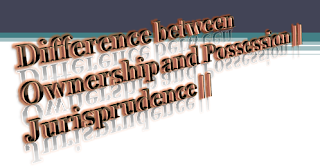 Difference between
Ownership and Possession ||
Jurisprudence ||